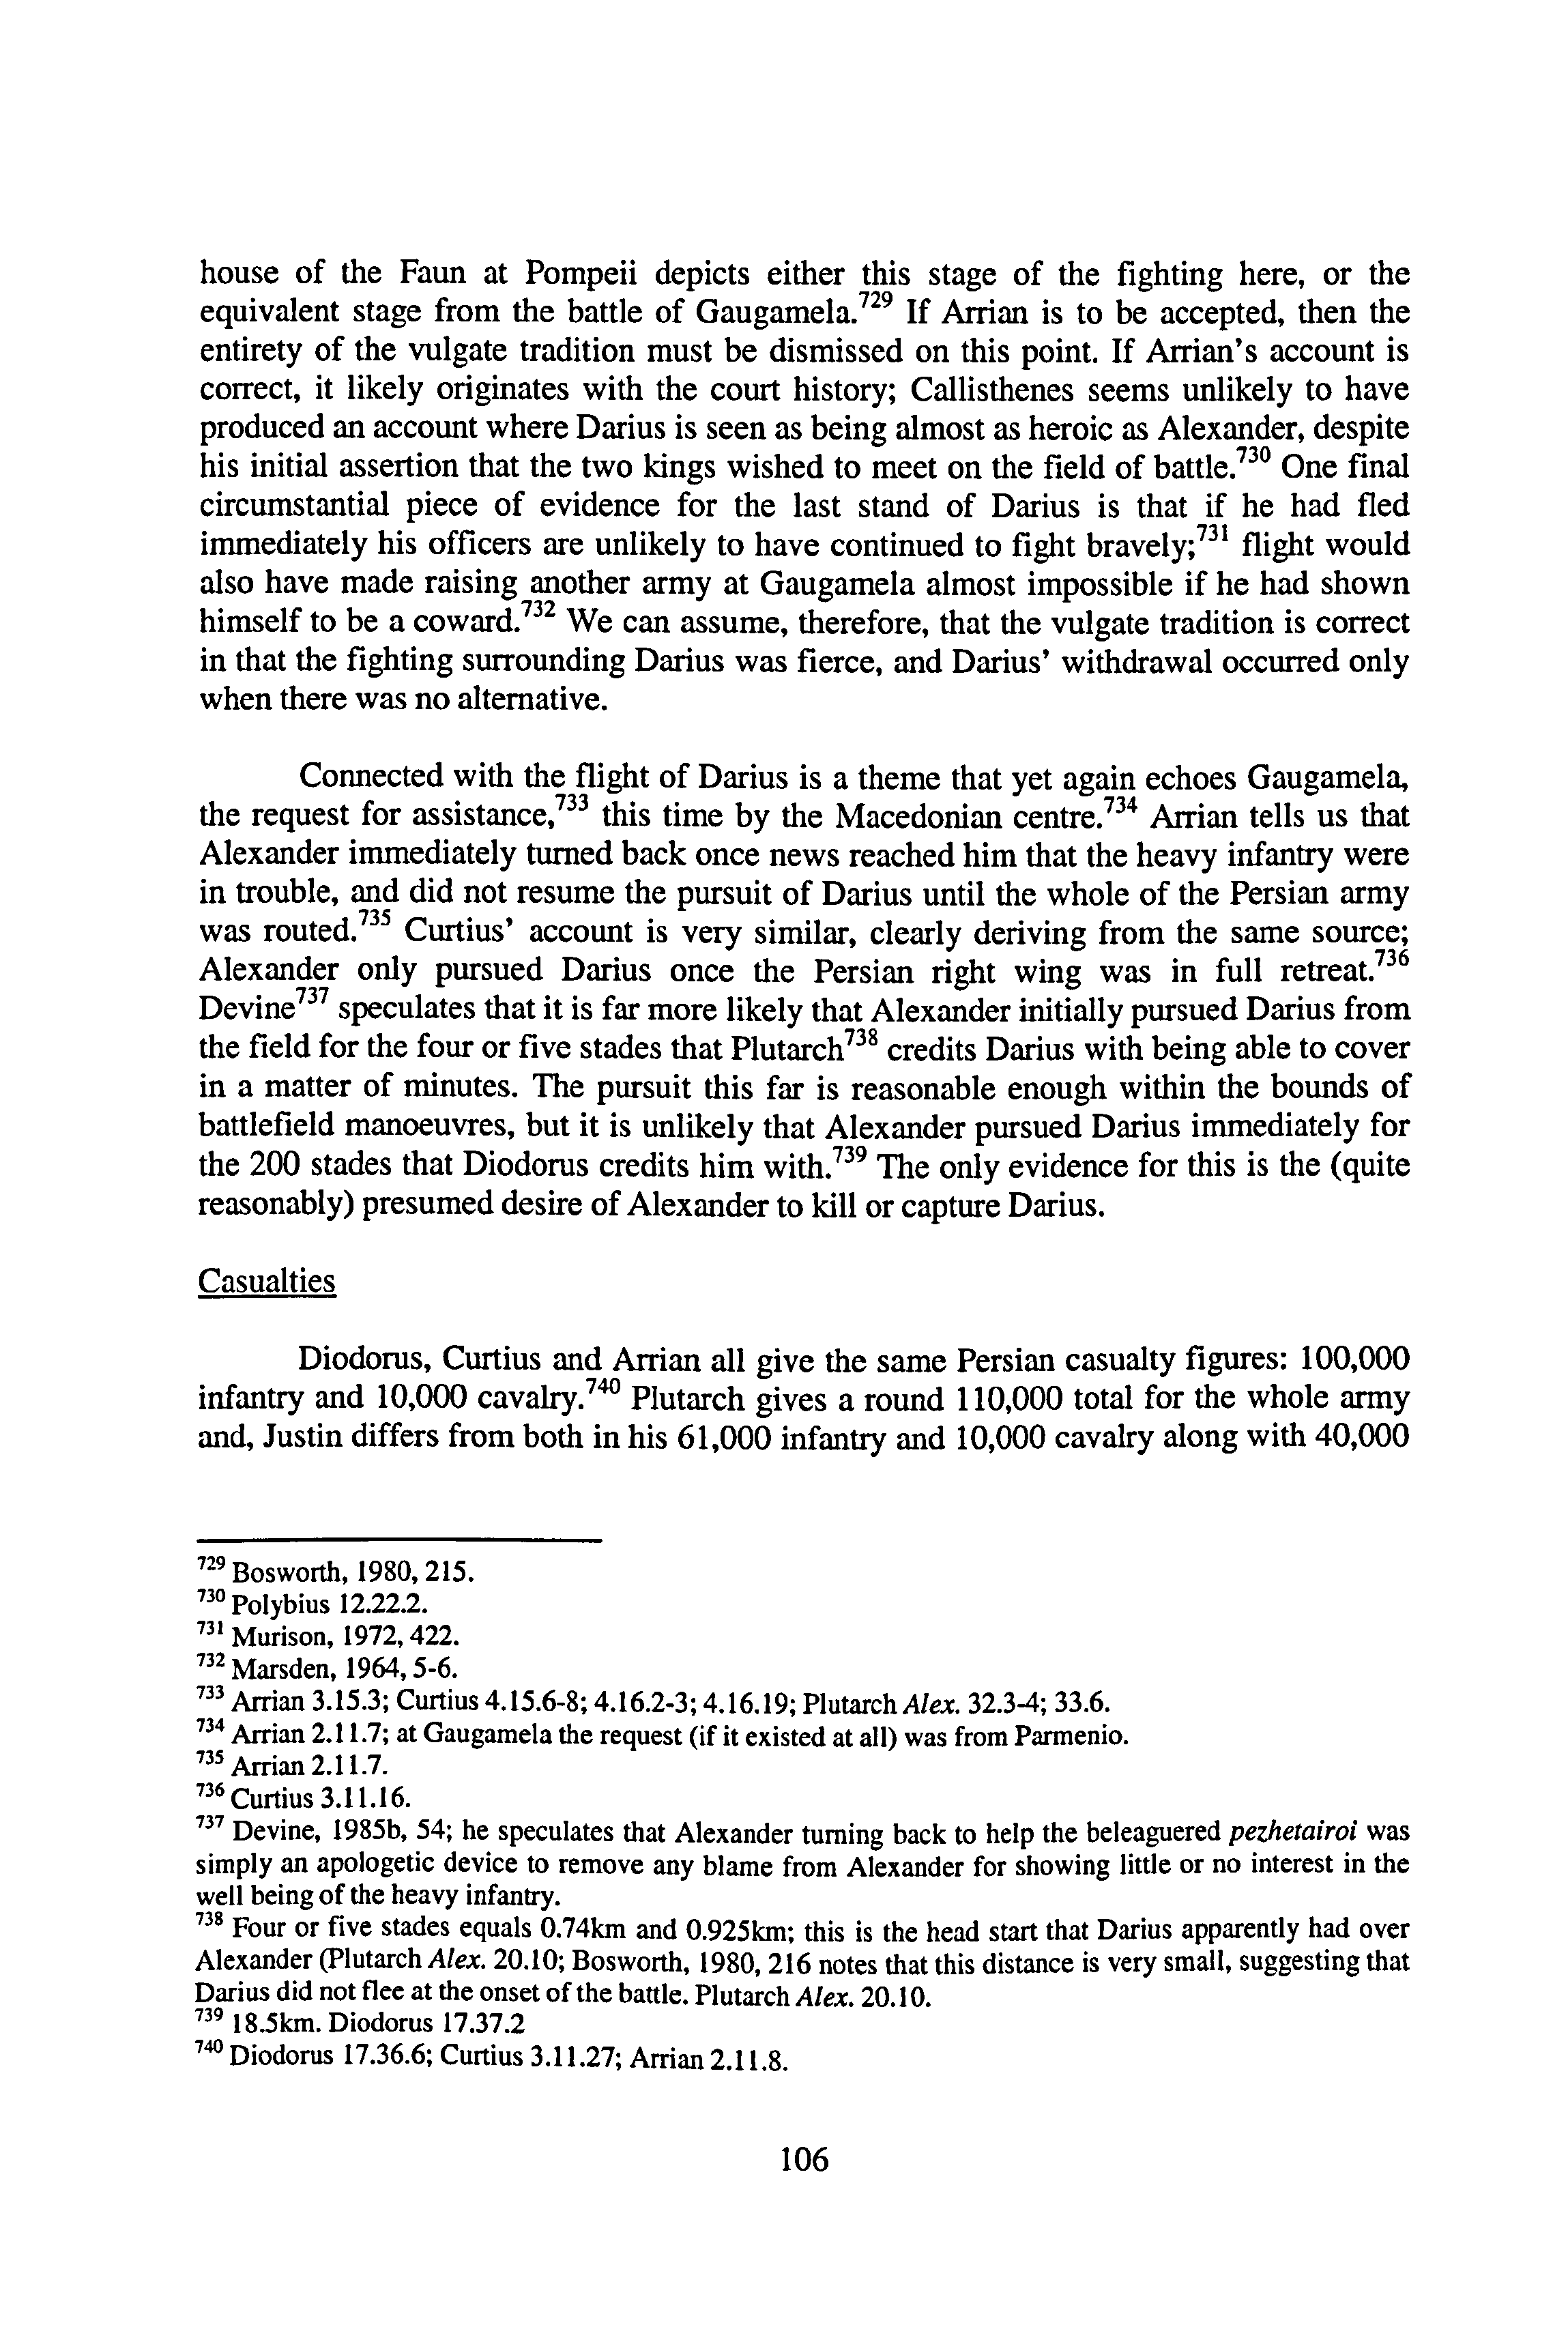 house of the Faun at Pompeii depicts either this stage of the fighting here, or the
equivalent stage from the battle of Gaugamela.729 If Arrian is to be accepted, then the
entirety of the vulgate tradition must be dismissed on this point. If Arrian's account is
correct, it likely originates with the court history; Callisthenes seems unlikely to have
produced an account where Darius is seen as being almost as heroic as Alexander, despite
his initial assertion that the two kings wished to meet on the field of battle.730 One final
circumstantial piece of evidence for the last stand of Darius is that if he had fled
immediately his officers are unlikely to have continued to fight bravely;731 flight would
also have made raising another army at Gaugamela almost impossible if he had shown
himself to be a coward.732 We can assume, therefore, that the vulgate tradition is correct
in that the fighting surrounding Darius was fierce, and Darius' withdrawal occurred only
when there was no alternative.
Connected with the flight of Darius is a theme that yet again echoes Gaugamela,
the request for assistance,733 this time by the Macedonian centre.734 Arrian tells us that
Alexander immediately turned back once news reached him that the heavy infantry were
in trouble, and did not resume the pursuit of Darius until the whole of the Persian army
was routed.735 Curtius' account is very similar, clearly deriving from the same source;
Alexander only pursued Darius once the Persian right wing was in full retreat.736
Devine737 speculates that it is far more likely that Alexander initially pursued Darius from
the field for the four or five stades that Plutarch738 credits Darius with being able to cover
in a matter of minutes. The pursuit this far is reasonable enough within the bounds of
battlefield manoeuvres, but it is unlikely that Alexander pursued Darius immediately for
the 200 stades that Diodorus credits him with.739 The only evidence for this is the (quite
reasonably) presumed desire of Alexander to kill or capture Darius.
Casualties
Diodorus, Curtius and Arrian all give the same Persian casualty figures: 100,000
infantry and 10,000 cavalry.740 Plutarch gives a round 110,000 total for the whole army
and, Justin differs from both in his 61,000 infantry and 10,000 cavalry along with 40,000
729 Bosworth, 1980, 215.
730 Polybius 12.22.2.
731 Murison, 1972, 422.
732 Marsden, 1964, 5-6.
733 Arrian 3.15.3; Curtius 4.15.6-8; 4.16.2-3; 4.16.19; Plutarch Alex. 32.3-4; 33.6.
734 Arrian 2.11.7; at Gaugamela the request (if it existed at all) was from Parmenio.
735 Arrian 2.11.7.
736 Curtius 3.11.16.
737 Devine, 1985b, 54; he speculates that Alexander turning back to help the beleaguered pezhetairoi was
simply an apologetic device to remove any blame from Alexander for showing little or no interest in the
well being of the heavy infantry.
738 Four or five stades equals 0.74km and 0.925km; this is the head start that Darius apparently had over
Alexander (Plutarch Alex. 20.10; Bosworth, 1980, 216 notes that this distance is very small, suggesting that
Darius did not flee at the onset of the battle. Plutarch Alex. 20.10.
739 18.5km. Diodorus 17.37.2
740 Diodorus 17.36.6; Curtius 3.11.27; Arrian 2.11.8.
106